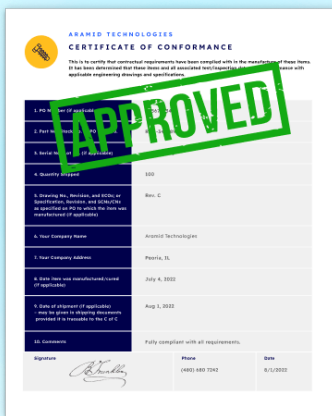 ARAMID TECHNOLOGIES
CERTIFICATE OF CONFORMANCE
This is to certify that contractual requirements have been complied with in the manufacture of these items.
It has been determined that these items and all associated test/inspection with
applicable engineering drawings and specifications.
APPROVED
1. PO Number (if applicable)
2. Part
3. Serial
4. Quantity Shipped
100
5. Drawing No., Revision, and ECOs; or
Specification, Revision, and SCNs/CNs
as specified on PO to which the item was
manufactured (if applicable)
Rev. C
6. Your Company Name
Aramid Technologies
7. Your Company Address
Peoria, IL
8. Date item was manufactured/cured
(if applicable)
July 4, 2022
9. Date of shipment (if applicable)
- may be given in shipping documents
provided it is traceable to the C of C
Aug 1, 2022
10. Comments
Fully compliant with all requirements.
Signature
Phone
Date
(480) 680 7242
8/1/2022